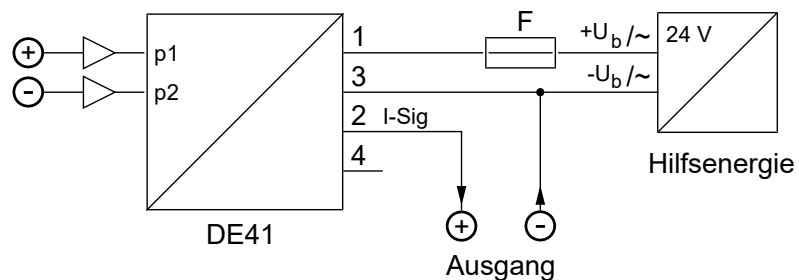 F
1
+U_b/~
24 V
+
p1
3
-U_b/~
-
p2
2
I-Sig
4
Hilfsenergie
DE41
+
-
Ausgang